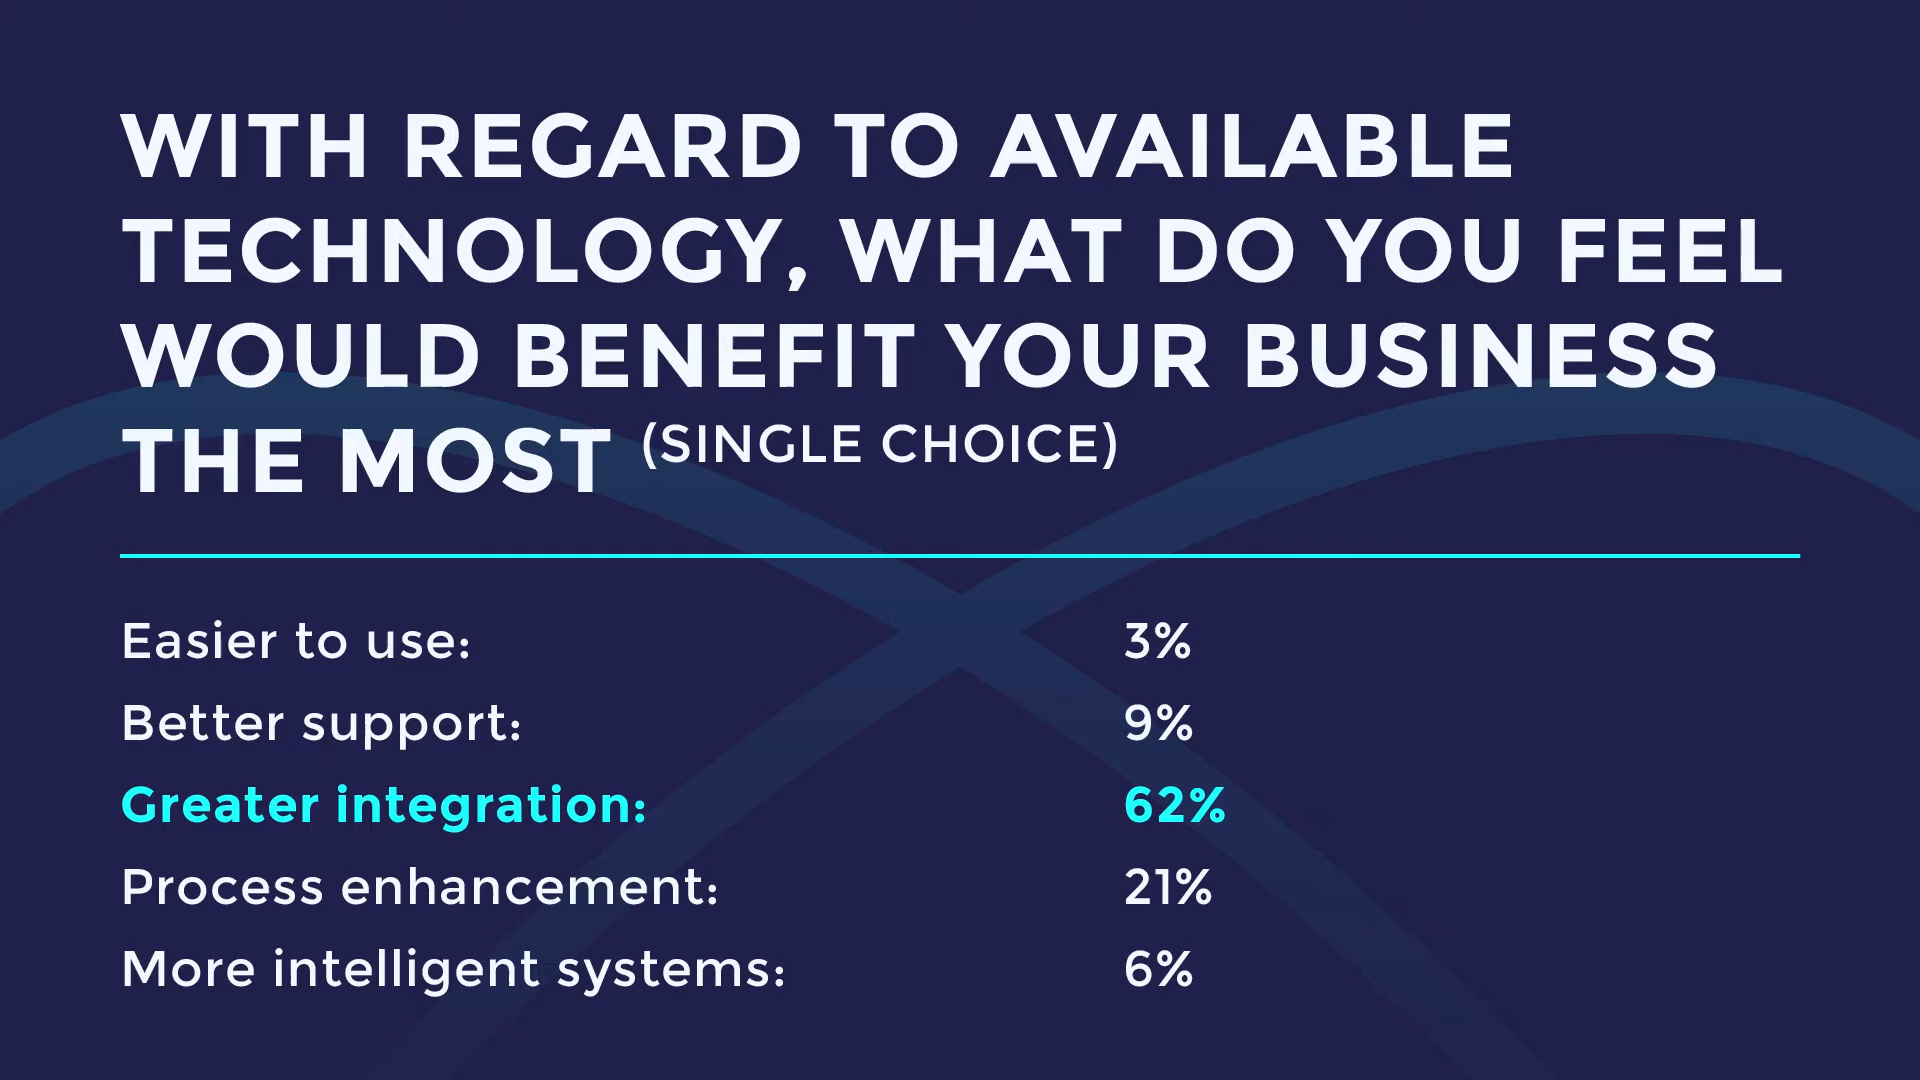 WITH REGARD TO AVAILABLE
TECHNOLOGY, WHAT DO YOU FEEL
WOULD BENEFIT YOUR BUSINESS
THE MOST (SINGLE CHOICE)
Easier to use: 3%
Better support: 9%
Greater integration: 62%
Process enhancement: 21%
More intelligent systems: 6%